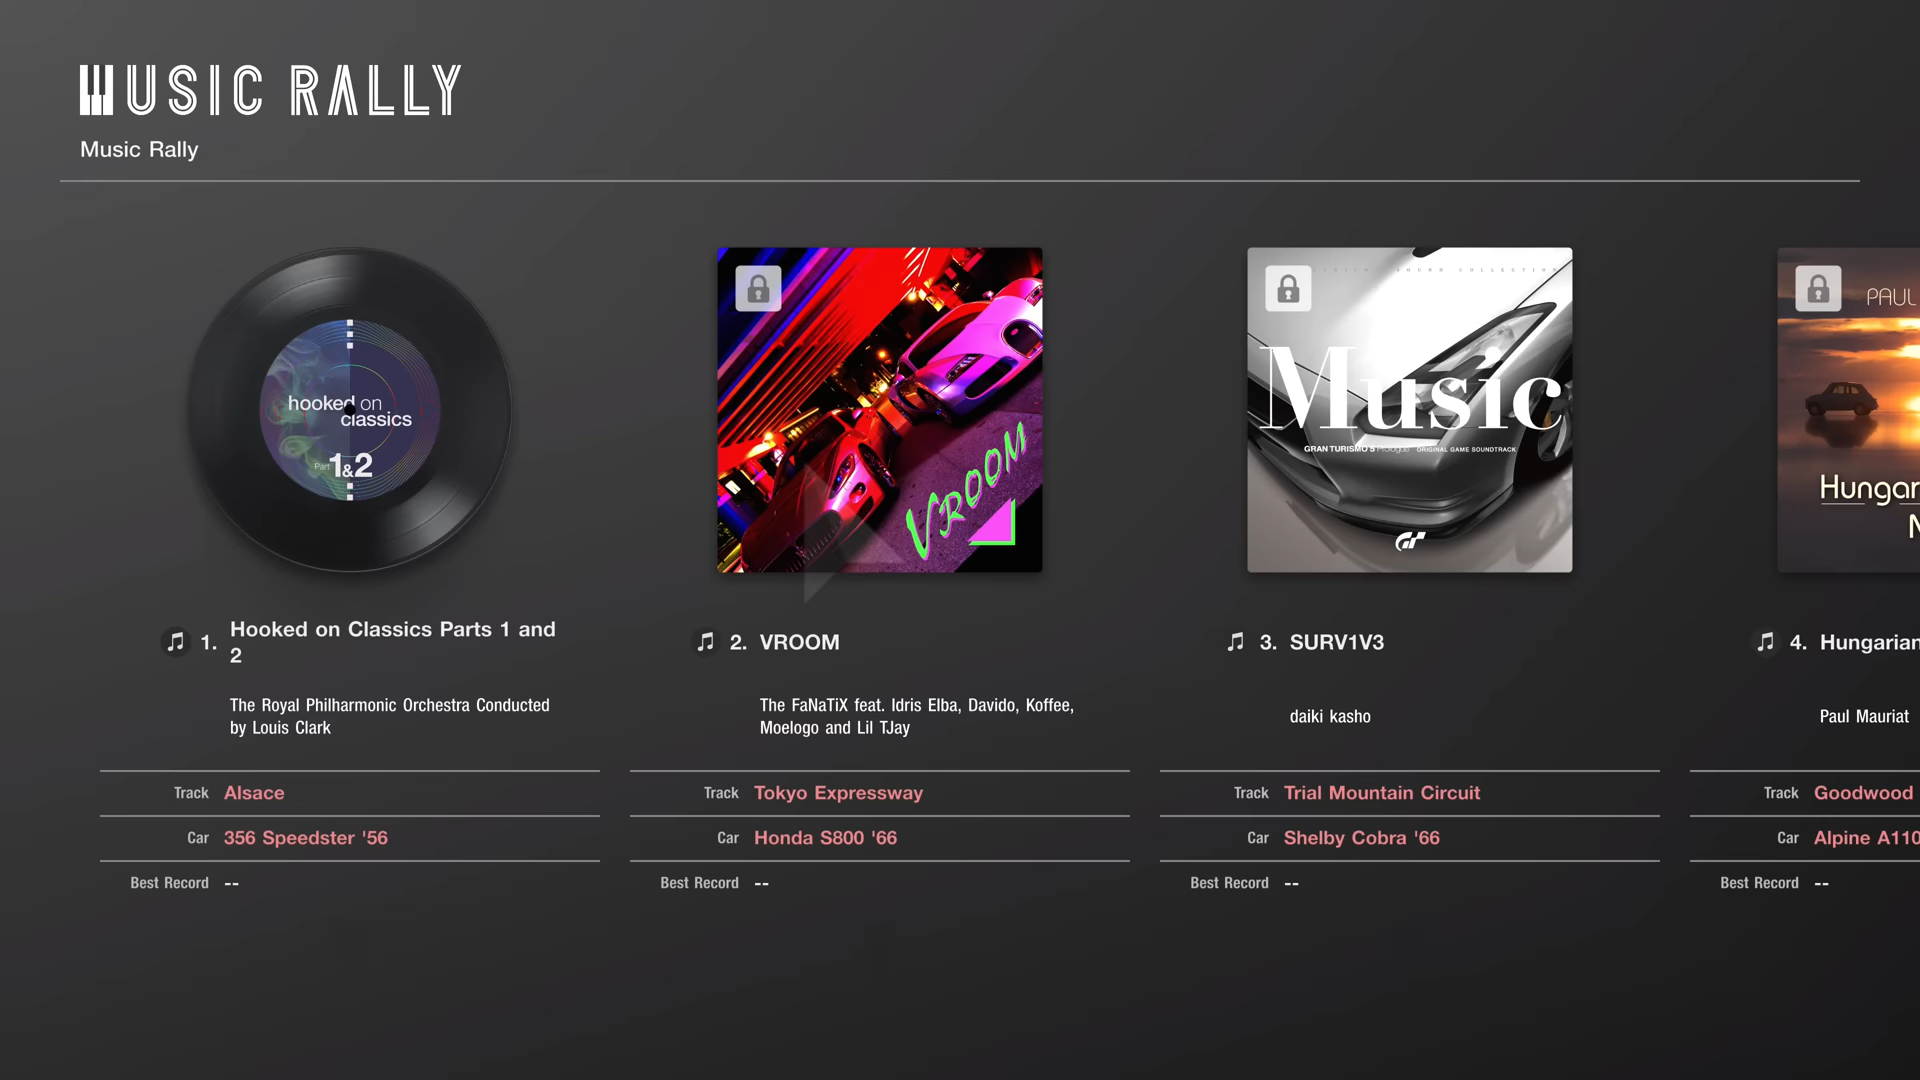 MUSIC RALLY
Music Rally
hooked on
classics
Part 1&2
VROOM
Music
GRAN TURISMO 5 Prologue ORIGINAL GAME SOUNDTRACK
GT
PAUL
Hungar
N
1. Hooked on Classics Parts 1 and
2
The Royal Philharmonic Orchestra Conducted
by Louis Clark
Track Alsace
Car 356 Speedster '56
Best Record --
2. VROOM
The FaNaTiX feat. Idris Elba, Davido, Koffee,
Moelogo and Lil TJay
Track Tokyo Expressway
Car Honda S800 '66
Best Record --
3. SURV1V3
daiki kasho
Track Trial Mountain Circuit
Car Shelby Cobra '66
Best Record --
4. Hungarian
Paul Mauriat
Track Goodwood
Car Alpine A110
Best Record --